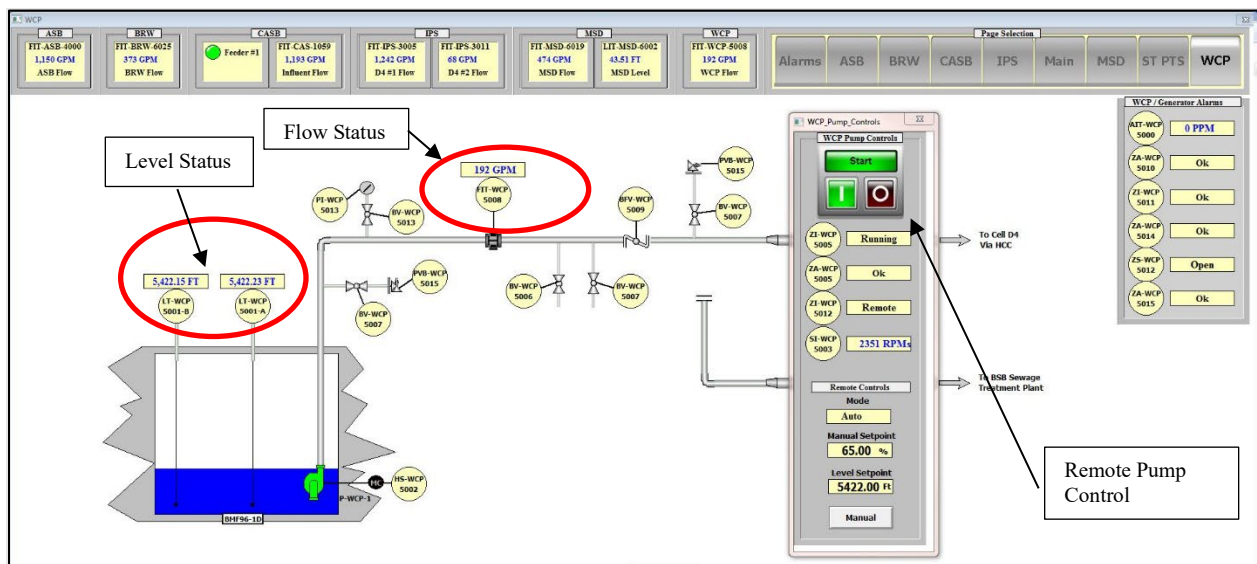 WCP
ASB
FIT-ASB-4000
1,150 GPM
ASB Flow
BRW
FIT-BRW-6025
373 GPM
BRW Flow
CASB
Feeder #1
FIT-CAS-1059
1,193 GPM
Influent Flow
IPS
FIT-IPS-3005
1,242 GPM
D4 #1 Flow
FIT-IPS-3011
68 GPM
D4 #2 Flow
MSD
FIT-MSD-6019
474 GPM
MSD Flow
LIT-MSD-6002
43.51 FT
MSD Level
WCP
FIT-WCP-5008
192 GPM
WCP Flow
Page Selection
Alarms
ASB
BRW
CASB
IPS
Main
MSD
ST PTS
WCP
Flow Status
Level Status
5,422.15 FT
LT-WCP
5001-B
5,422.23 FT
LT-WCP
5001-A
PI-WCP
5013
BV-WCP
5013
192 GPM
FIT-WCP
5008
PVB-WCP
5015
BV-WCP
5007
BV-WCP
5006
BV-WCP
5007
BFV-WCP
5009
PVB-WCP
5015
BV-WCP
5007
MC
HS-WCP
5002
P-WCP-1
BMF96-1D
WCP_Pump_Controls
WCP Pump Controls
Start
ZI-WCP
5005
Running
ZA-WCP
5005
Ok
ZI-WCP
5012
Remote
SI-WCP
5003
2351 RPMs
Remote Controls
Mode
Auto
Manual Setpoint
65.00 %
Level Setpoint
5422.00 Ft
Manual
To Cell D4
Via HCC
To BSB Sewage
Treatment Plant
Remote Pump
Control
WCP / Generator Alarms
AIT-WCP
5000
0 PPM
ZA-WCP
5010
Ok
ZI-WCP
5011
Ok
ZA-WCP
5014
Ok
ZS-WCP
5012
Open
ZA-WCP
5015
Ok